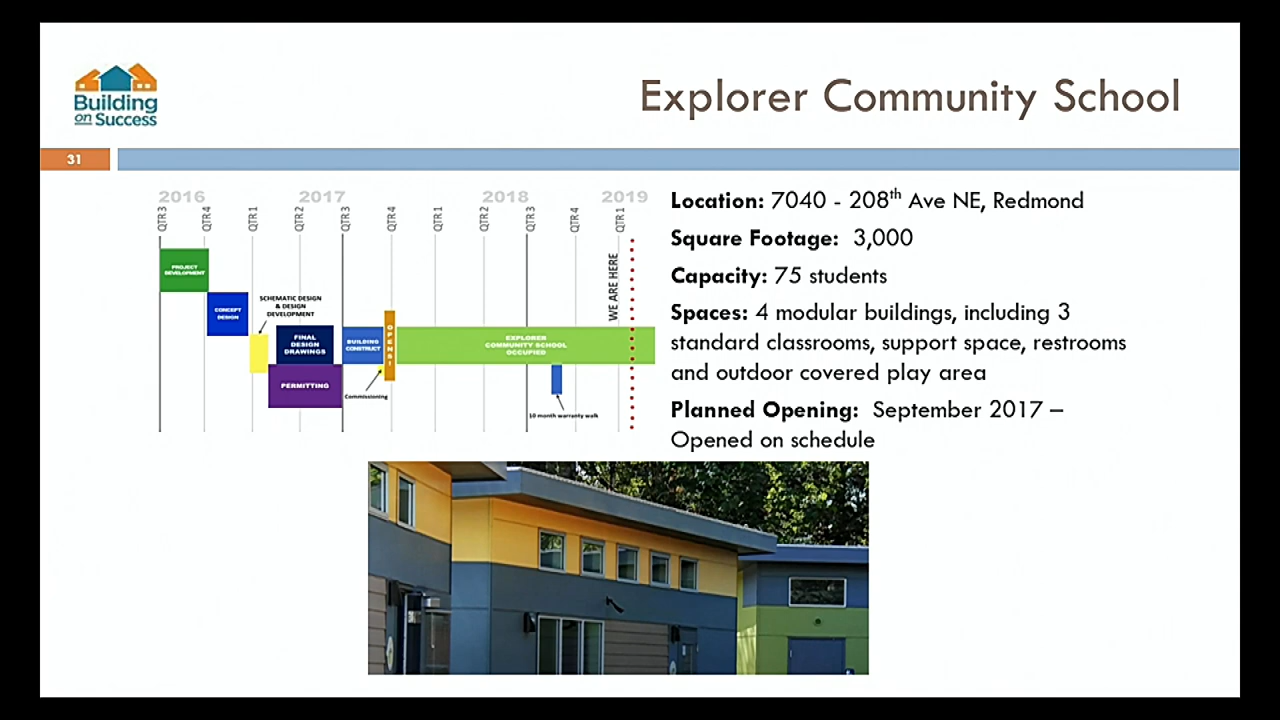 Building
on Success
Explorer Community School
31
2016
2017
2018
2019
QTR 3
QTR 4
QTR 1
QTR 2
QTR 3
QTR 4
QTR 1
QTR 2
QTR 3
QTR 4
QTR 1
PROJECT
DEVELOPMENT
CONCEPT
DESIGN
SCHEMATIC DESIGN
& DESIGN
DEVELOPMENT
FINAL
DESIGN
DRAWINGS
PERMITTING
BUILDING
CONSTRUCT
Commissioning
OPENS!
EXPLORER
COMMUNITY SCHOOL
OCCUPIED
10 month warranty walk
WE ARE HERE
Location: 7040 - 208th Ave NE, Redmond
Square Footage: 3,000
Capacity: 75 students
Spaces: 4 modular buildings, including 3
standard classrooms, support space, restrooms
and outdoor covered play area
Planned Opening: September 2017 –
Opened on schedule